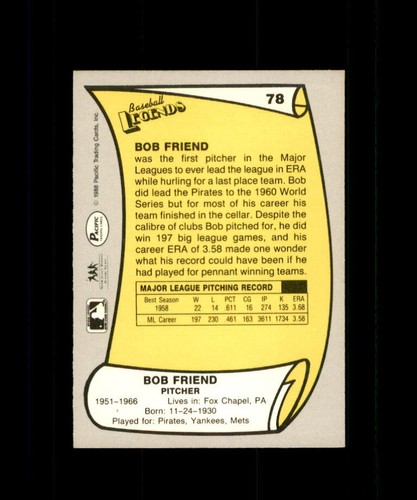 78
Baseball
LEGENDS
BOB FRIEND
was the first pitcher in the Major
Leagues to ever lead the league in ERA
while hurling for a last place team. Bob
did lead the Pirates to the 1960 World
Series but for most of his career his
team finished in the cellar. Despite the
calibre of clubs Bob pitched for, he did
win 197 big league games, and his
career ERA of 3.58 made one wonder
what his record could have been if he
had played for pennant winning teams.
MAJOR LEAGUE PITCHING RECORD
Best Season W L PCT CG IP K ERA
1958 22 14 .611 16 274 135 3.68
ML Career 197 230 .461 163 3611 1734 3.58
BOB FRIEND
PITCHER
1951-1966 Lives in: Fox Chapel, PA
Born: 11-24-1930
Played for: Pirates, Yankees, Mets
© 1988 Pacific Trading Cards, Inc.
PACIFIC